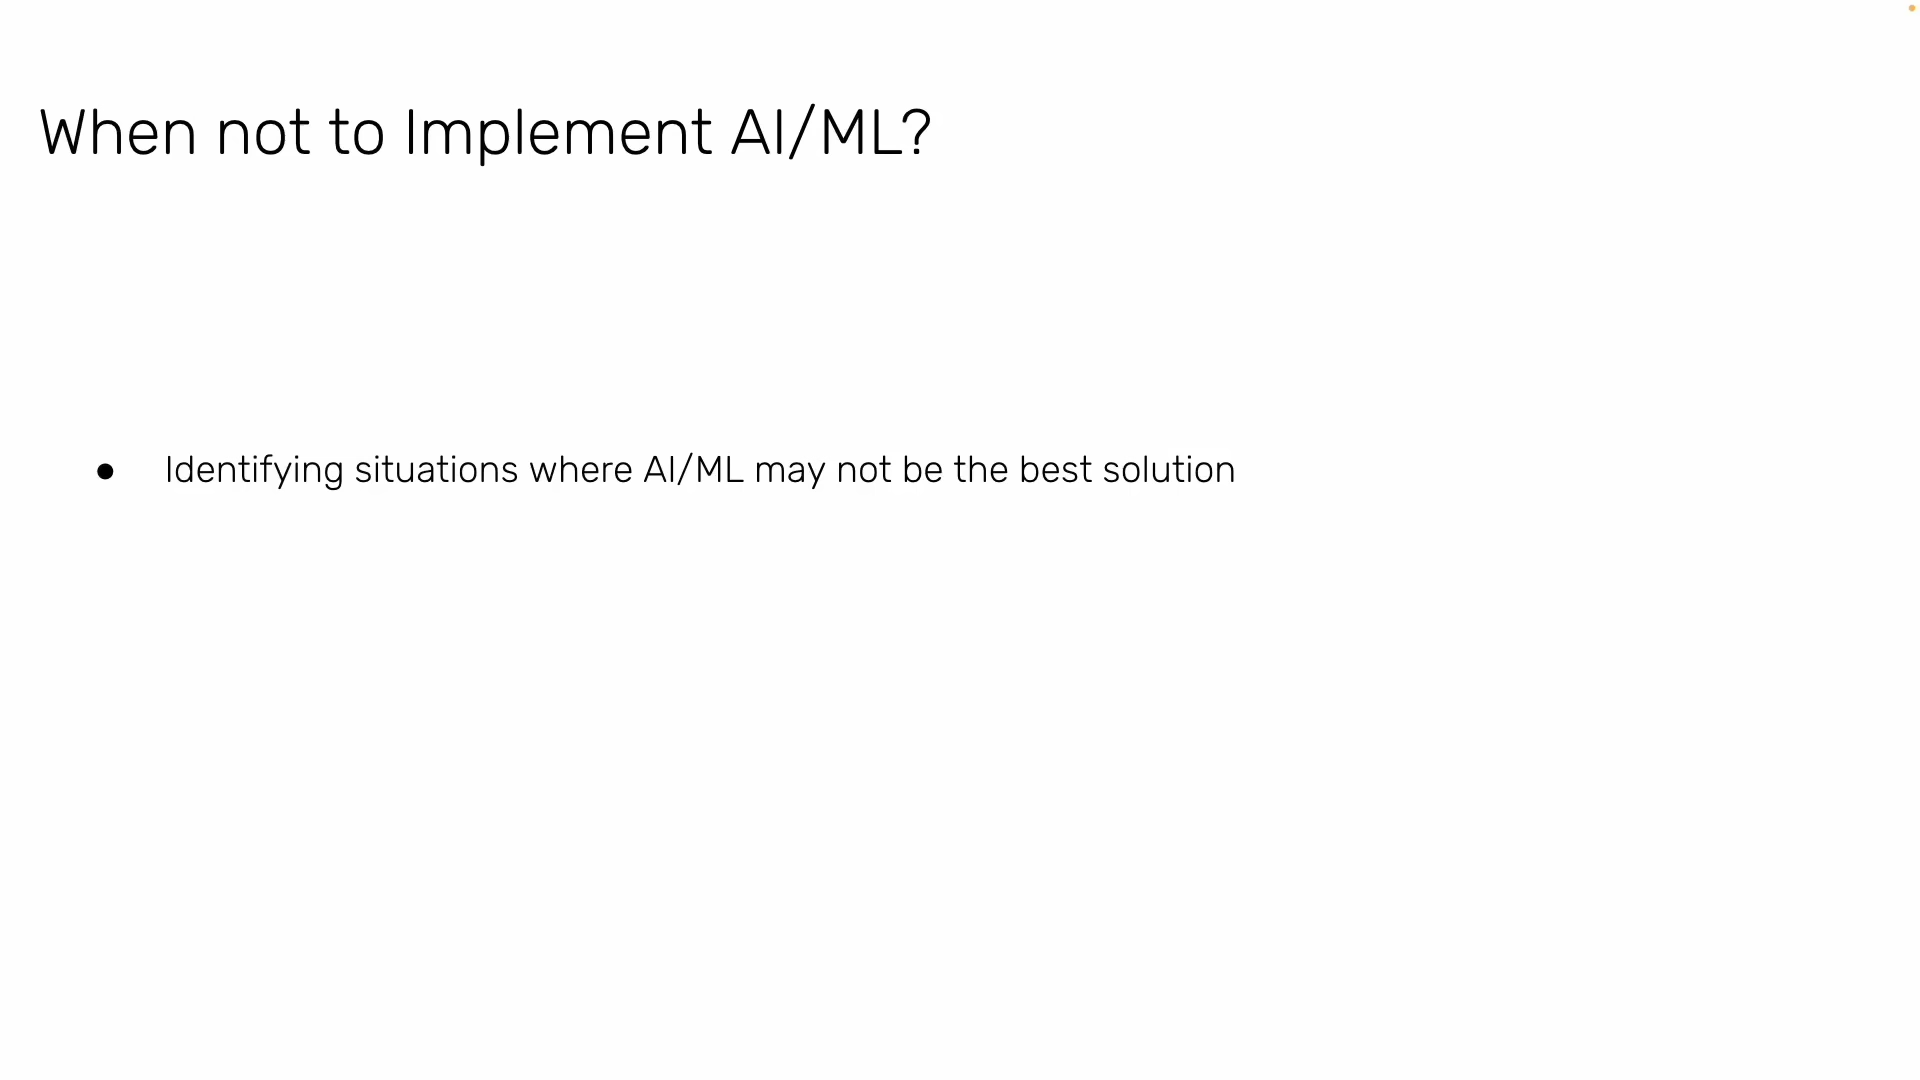 When not to Implement AI/ML?
● Identifying situations where AI/ML may not be the best solution